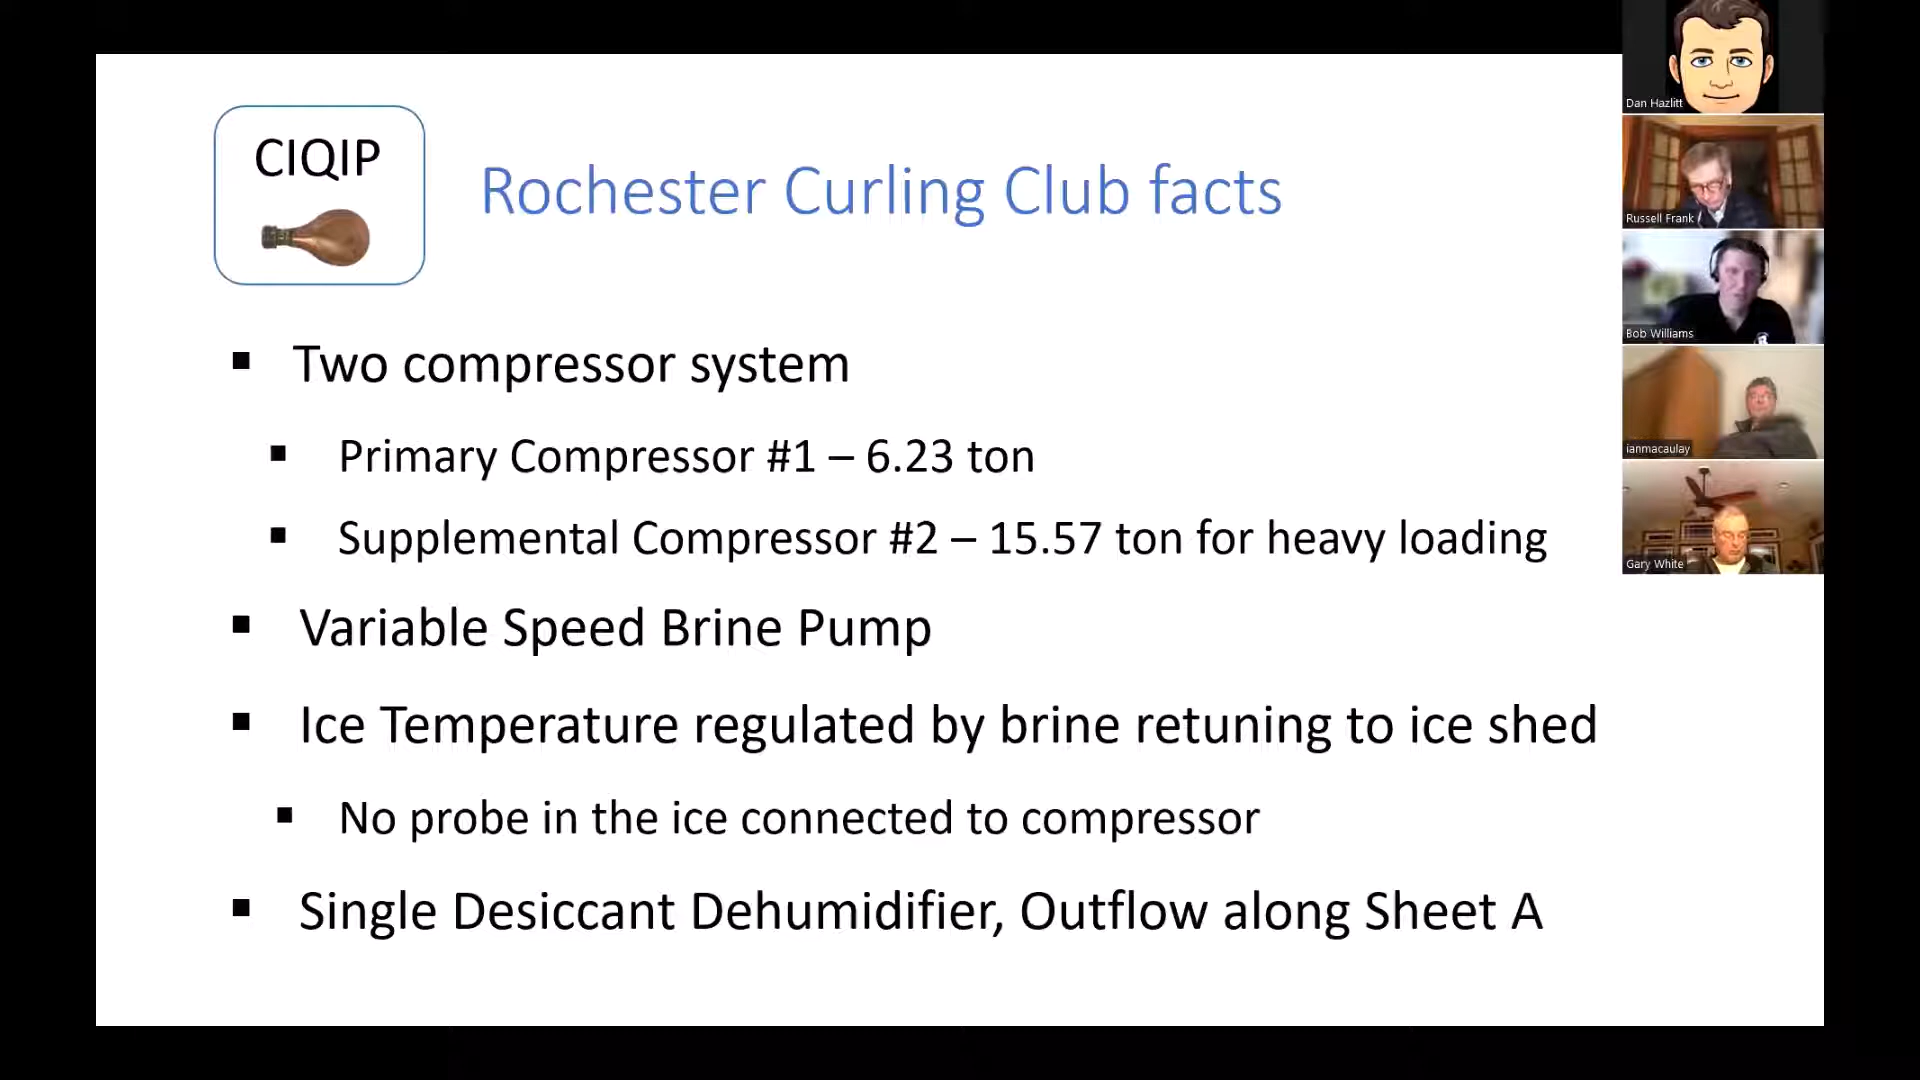 CIQIP
Rochester Curling Club facts
▪ Two compressor system
▪ Primary Compressor #1 – 6.23 ton
▪ Supplemental Compressor #2 – 15.57 ton for heavy loading
▪ Variable Speed Brine Pump
▪ Ice Temperature regulated by brine retuning to ice shed
▪ No probe in the ice connected to compressor
▪ Single Desiccant Dehumidifier, Outflow along Sheet A
Dan Hazlitt
Russell Frank
Bob Williams
ianmacaulay
Gary White